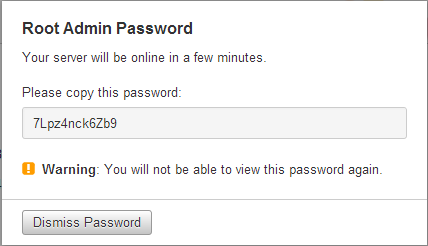 Root Admin Password
Your server will be online in a few minutes.
Please copy this password:
7Lpz4nck6Zb9
Warning: You will not be able to view this password again.
Dismiss Password